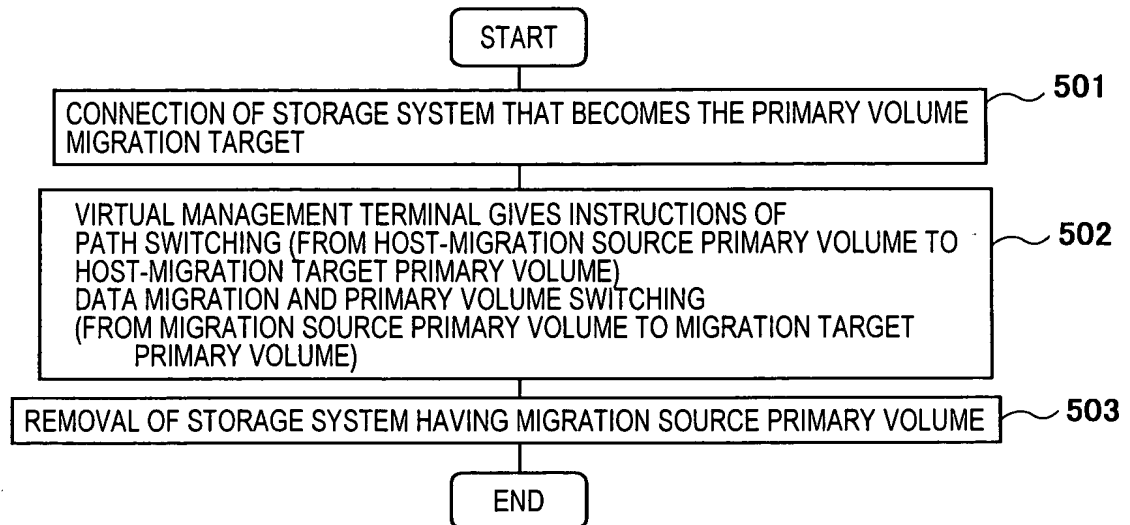 START
CONNECTION OF STORAGE SYSTEM THAT BECOMES THE PRIMARY VOLUME
MIGRATION TARGET
501
VIRTUAL MANAGEMENT TERMINAL GIVES INSTRUCTIONS OF
PATH SWITCHING (FROM HOST-MIGRATION SOURCE PRIMARY VOLUME TO
HOST-MIGRATION TARGET PRIMARY VOLUME)
DATA MIGRATION AND PRIMARY VOLUME SWITCHING
(FROM MIGRATION SOURCE PRIMARY VOLUME TO MIGRATION TARGET
PRIMARY VOLUME)
502
REMOVAL OF STORAGE SYSTEM HAVING MIGRATION SOURCE PRIMARY VOLUME
503
END